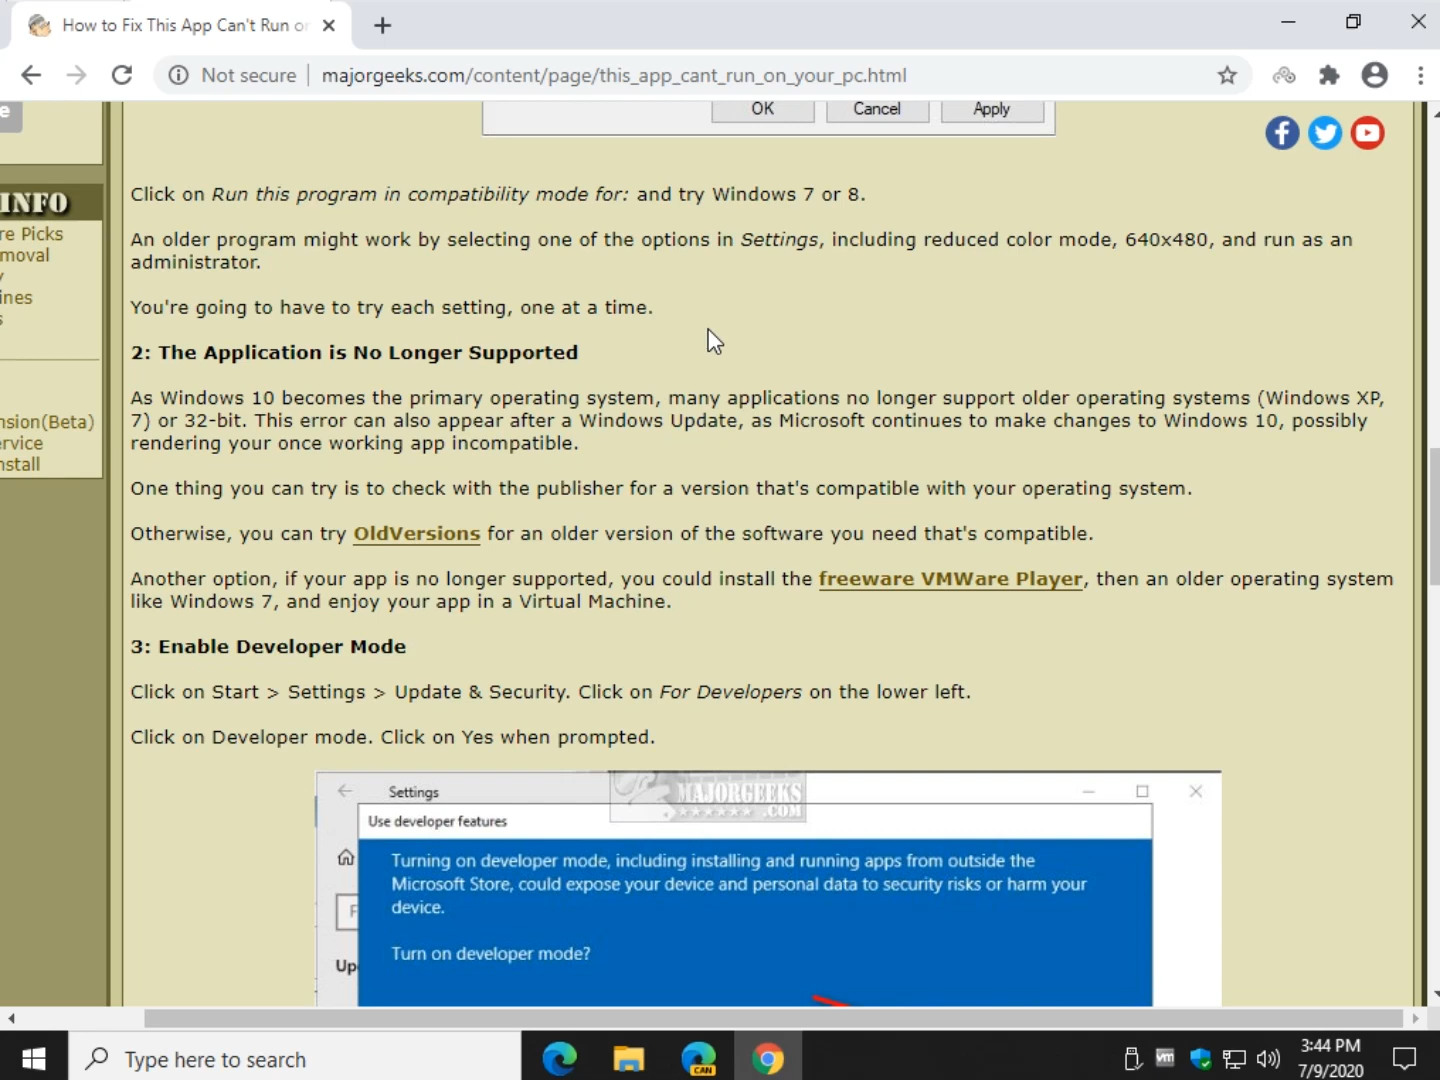 How to Fix This App Can't Run or
Not secure
majorgeeks.com/content/page/this_app_cant_run_on_your_pc.html
OK
Cancel
Apply
INFO
re Picks
moval
y
ines
s
nsion(Beta)
ervice
nstall
Click on Run this program in compatibility mode for: and try Windows 7 or 8.
An older program might work by selecting one of the options in Settings, including reduced color mode, 640x480, and run as an
administrator.
You're going to have to try each setting, one at a time.
2: The Application is No Longer Supported
As Windows 10 becomes the primary operating system, many applications no longer support older operating systems (Windows XP,
7) or 32-bit. This error can also appear after a Windows Update, as Microsoft continues to make changes to Windows 10, possibly
rendering your once working app incompatible.
One thing you can try is to check with the publisher for a version that's compatible with your operating system.
Otherwise, you can try OldVersions for an older version of the software you need that's compatible.
Another option, if your app is no longer supported, you could install the freeware VMWare Player, then an older operating system
like Windows 7, and enjoy your app in a Virtual Machine.
3: Enable Developer Mode
Click on Start > Settings > Update & Security. Click on For Developers on the lower left.
Click on Developer mode. Click on Yes when prompted.
Settings
MAJORGEEKS
.COM
Use developer features
Turning on developer mode, including installing and running apps from outside the
Microsoft Store, could expose your device and personal data to security risks or harm your
device.
Turn on developer mode?
F
Up
Type here to search
CAN
vm
3:44 PM
7/9/2020